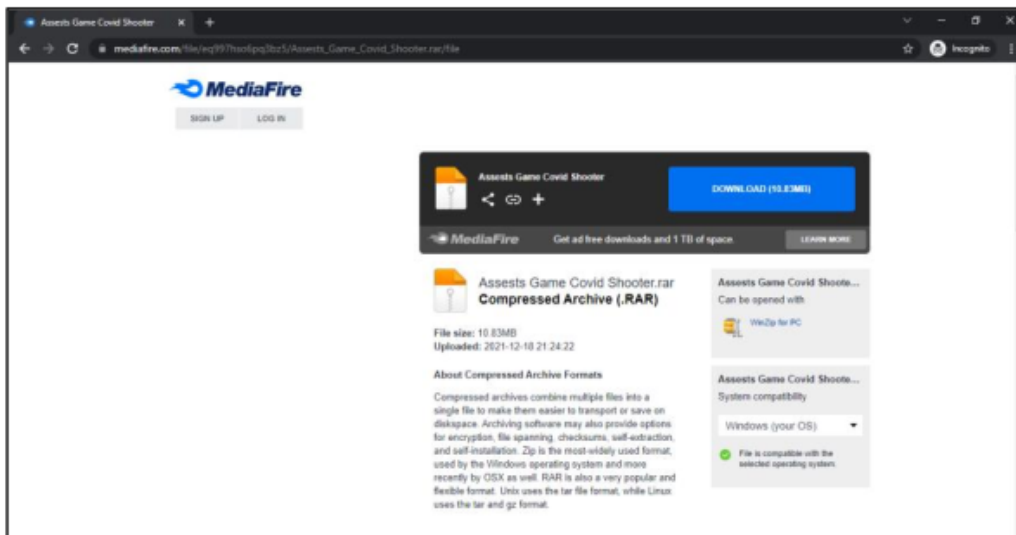 Assests Game Covid Shooter
mediafire.com/file/eq997hso6pq3bz5/Assests_Game_Covid_Shooter.rar/file
Incognito
MediaFire
SIGN UP LOG IN
Assests Game Covid Shooter
DOWNLOAD (10.83MB)
MediaFire Get ad free downloads and 1 TB of space. LEARN MORE
Assests Game Covid Shooter.rar
Compressed Archive (.RAR)
File size: 10.83MB
Uploaded: 2021-12-18 21:24:22
About Compressed Archive Formats
Compressed archives combine multiple files into a
single file to make them easier to transport or save on
diskspace. Archiving software may also provide options
for encryption, file spanning, checksums, self-extraction,
and self-installation. Zip is the most-widely used format,
used by the Windows operating system and more
recently by OSX as well. RAR is also a very popular and
flexible format. Unix uses the tar file format, while Linux
uses the tar and gz format.
Assests Game Covid Shoote...
Can be opened with
WinZip for PC
Assests Game Covid Shoote...
System compatibility
Windows (your OS)
File is compatible with the
selected operating system.